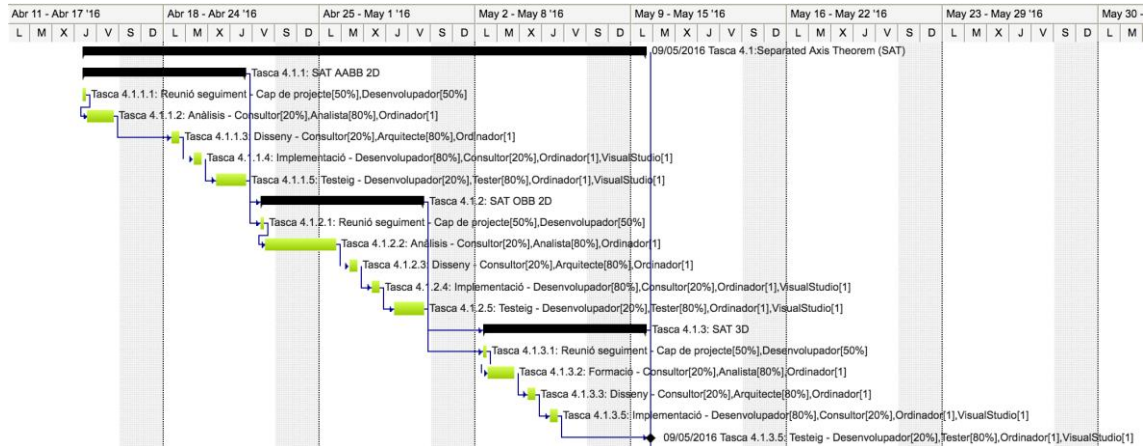 Abr 11 - Abr 17 '16 Abr 18 - Abr 24 '16 Abr 25 - May 1 '16 May 2 - May 8 '16 May 9 - May 15 '16 May 16 - May 22 '16 May 23 - May 29 '16 May 30 -
L M X J V S D L M X J V S D L M X J V S D L M X J V S D L M X J V S D L M X J V S D L M X J V S D L M
09/05/2016 Tasca 4.1:Separated Axis Theorem (SAT)
Tasca 4.1.1: SAT AABB 2D
Tasca 4.1.1.1: Reunió seguiment - Cap de projecte[50%],Desenvolupador[50%]
Tasca 4.1.1.2: Anàlisis - Consultor[20%],Analista[80%],Ordinador[1]
Tasca 4.1.1.3: Disseny - Consultor[20%],Arquitecte[80%],Ordinador[1]
Tasca 4.1.1.4: Implementació - Desenvolupador[80%],Consultor[20%],Ordinador[1],VisualStudio[1]
Tasca 4.1.1.5: Testeig - Desenvolupador[20%],Tester[80%],Ordinador[1],VisualStudio[1]
Tasca 4.1.2: SAT OBB 2D
Tasca 4.1.2.1: Reunió seguiment - Cap de projecte[50%],Desenvolupador[50%]
Tasca 4.1.2.2: Anàlisis - Consultor[20%],Analista[80%],Ordinador[1]
Tasca 4.1.2.3: Disseny - Consultor[20%],Arquitecte[80%],Ordinador[1]
Tasca 4.1.2.4: Implementació - Desenvolupador[80%],Consultor[20%],Ordinador[1],VisualStudio[1]
Tasca 4.1.2.5: Testeig - Desenvolupador[20%],Tester[80%],Ordinador[1],VisualStudio[1]
Tasca 4.1.3: SAT 3D
Tasca 4.1.3.1: Reunió seguiment - Cap de projecte[50%],Desenvolupador[50%]
Tasca 4.1.3.2: Formació - Consultor[20%],Analista[80%],Ordinador[1]
Tasca 4.1.3.3: Disseny - Consultor[20%],Arquitecte[80%],Ordinador[1]
Tasca 4.1.3.5: Implementació - Desenvolupador[80%],Consultor[20%],Ordinador[1],VisualStudio[1]
09/05/2016 Tasca 4.1.3.5: Testeig - Desenvolupador[20%],Tester[80%],Ordinador[1],VisualStudio[1]